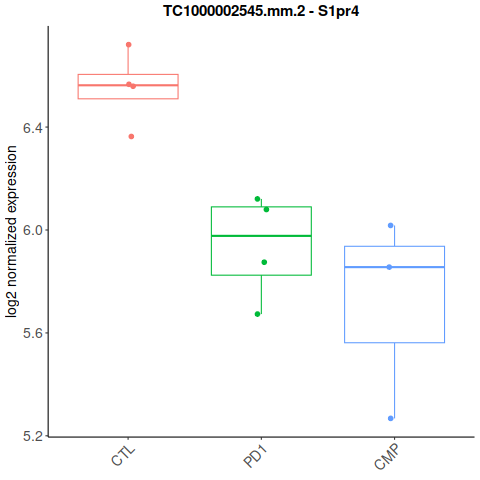 TC1000002545.mm.2 - S1pr4
log2 normalized expression
6.4
6.0
5.6
5.2
CTL
PD1
CMP